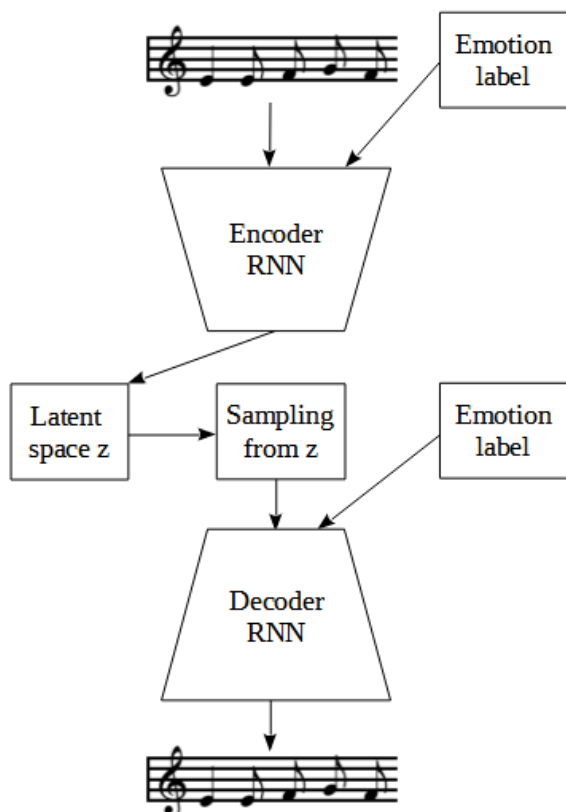 Emotion
label
Encoder
RNN
Latent
space z
Sampling
from z
Emotion
label
Decoder
RNN